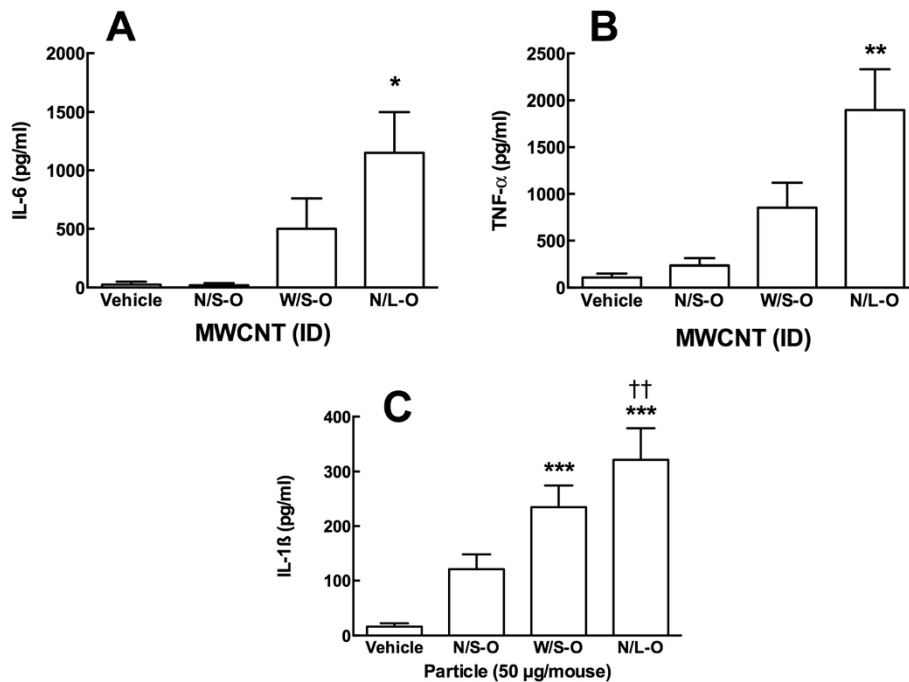 A
2000
1500
1000
500
0
IL-6 (pg/ml)
*
Vehicle N/S-O W/S-O N/L-O
MWCNT (ID)
B
2500
2000
1500
1000
500
0
TNF-α (pg/ml)
**
Vehicle N/S-O W/S-O N/L-O
MWCNT (ID)
C
400
300
200
100
0
IL-1ß (pg/ml)
††
***
***
Vehicle N/S-O W/S-O N/L-O
Particle (50 µg/mouse)